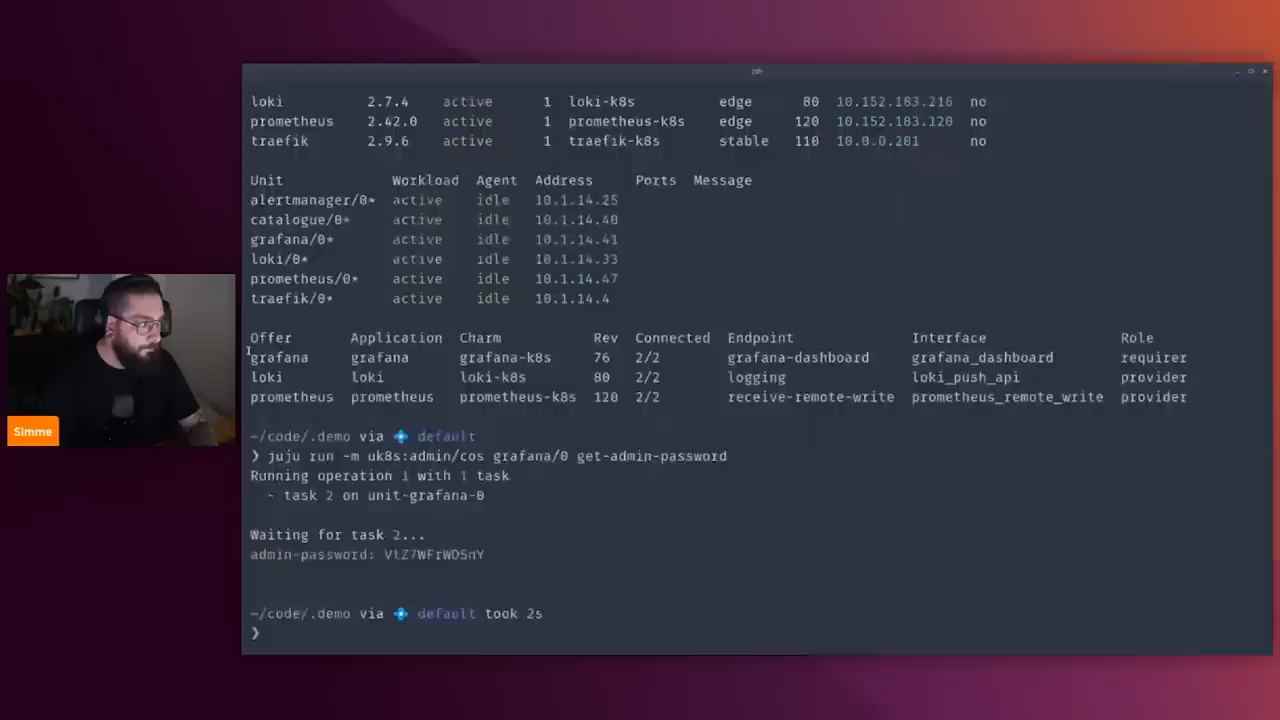 zsh
loki 2.7.4 active 1 loki-k8s edge 80 10.152.183.216 no
prometheus 2.42.0 active 1 prometheus-k8s edge 120 10.152.183.120 no
traefik 2.9.6 active 1 traefik-k8s stable 110 10.0.0.201 no
Unit Workload Agent Address Ports Message
alertmanager/0* active idle 10.1.14.25
catalogue/0* active idle 10.1.14.40
grafana/0* active idle 10.1.14.41
loki/0* active idle 10.1.14.33
prometheus/0* active idle 10.1.14.47
traefik/0* active idle 10.1.14.4
Offer Application Charm Rev Connected Endpoint Interface Role
grafana grafana grafana-k8s 76 2/2 grafana-dashboard grafana_dashboard requirer
loki loki loki-k8s 80 2/2 logging loki_push_api provider
prometheus prometheus prometheus-k8s 120 2/2 receive-remote-write prometheus_remote_write provider
~/code/.demo via default
❯ juju run -m uk8s:admin/cos grafana/0 get-admin-password
Running operation 1 with 1 task
- task 2 on unit-grafana-0
Waiting for task 2...
admin-password: VtZ7WFrWDSnY
~/code/.demo via default took 2s
❯
Simme